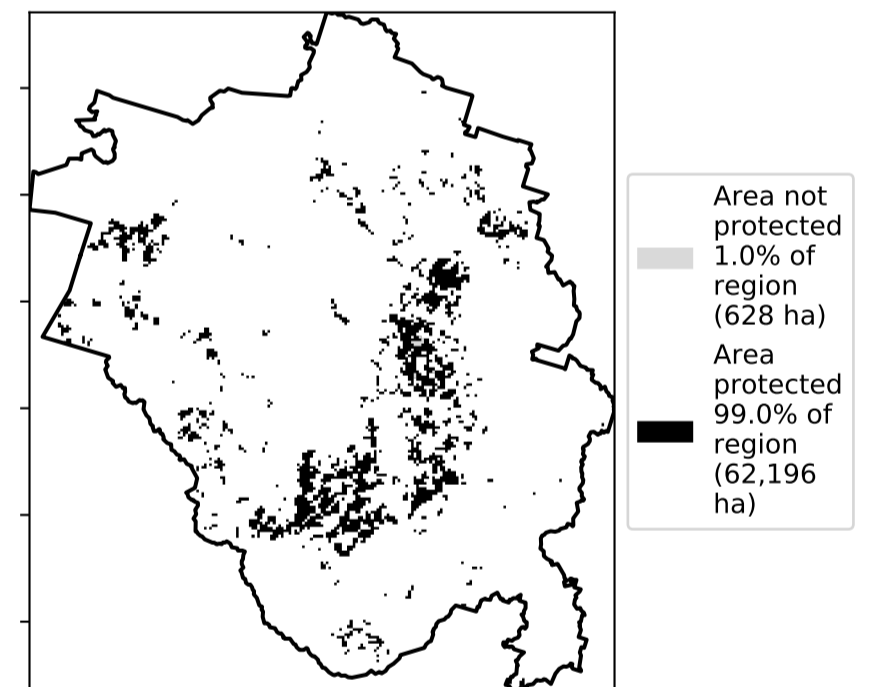 Area not
protected
1.0% of
region
(628 ha)
Area
protected
99.0% of
region
(62,196
ha)